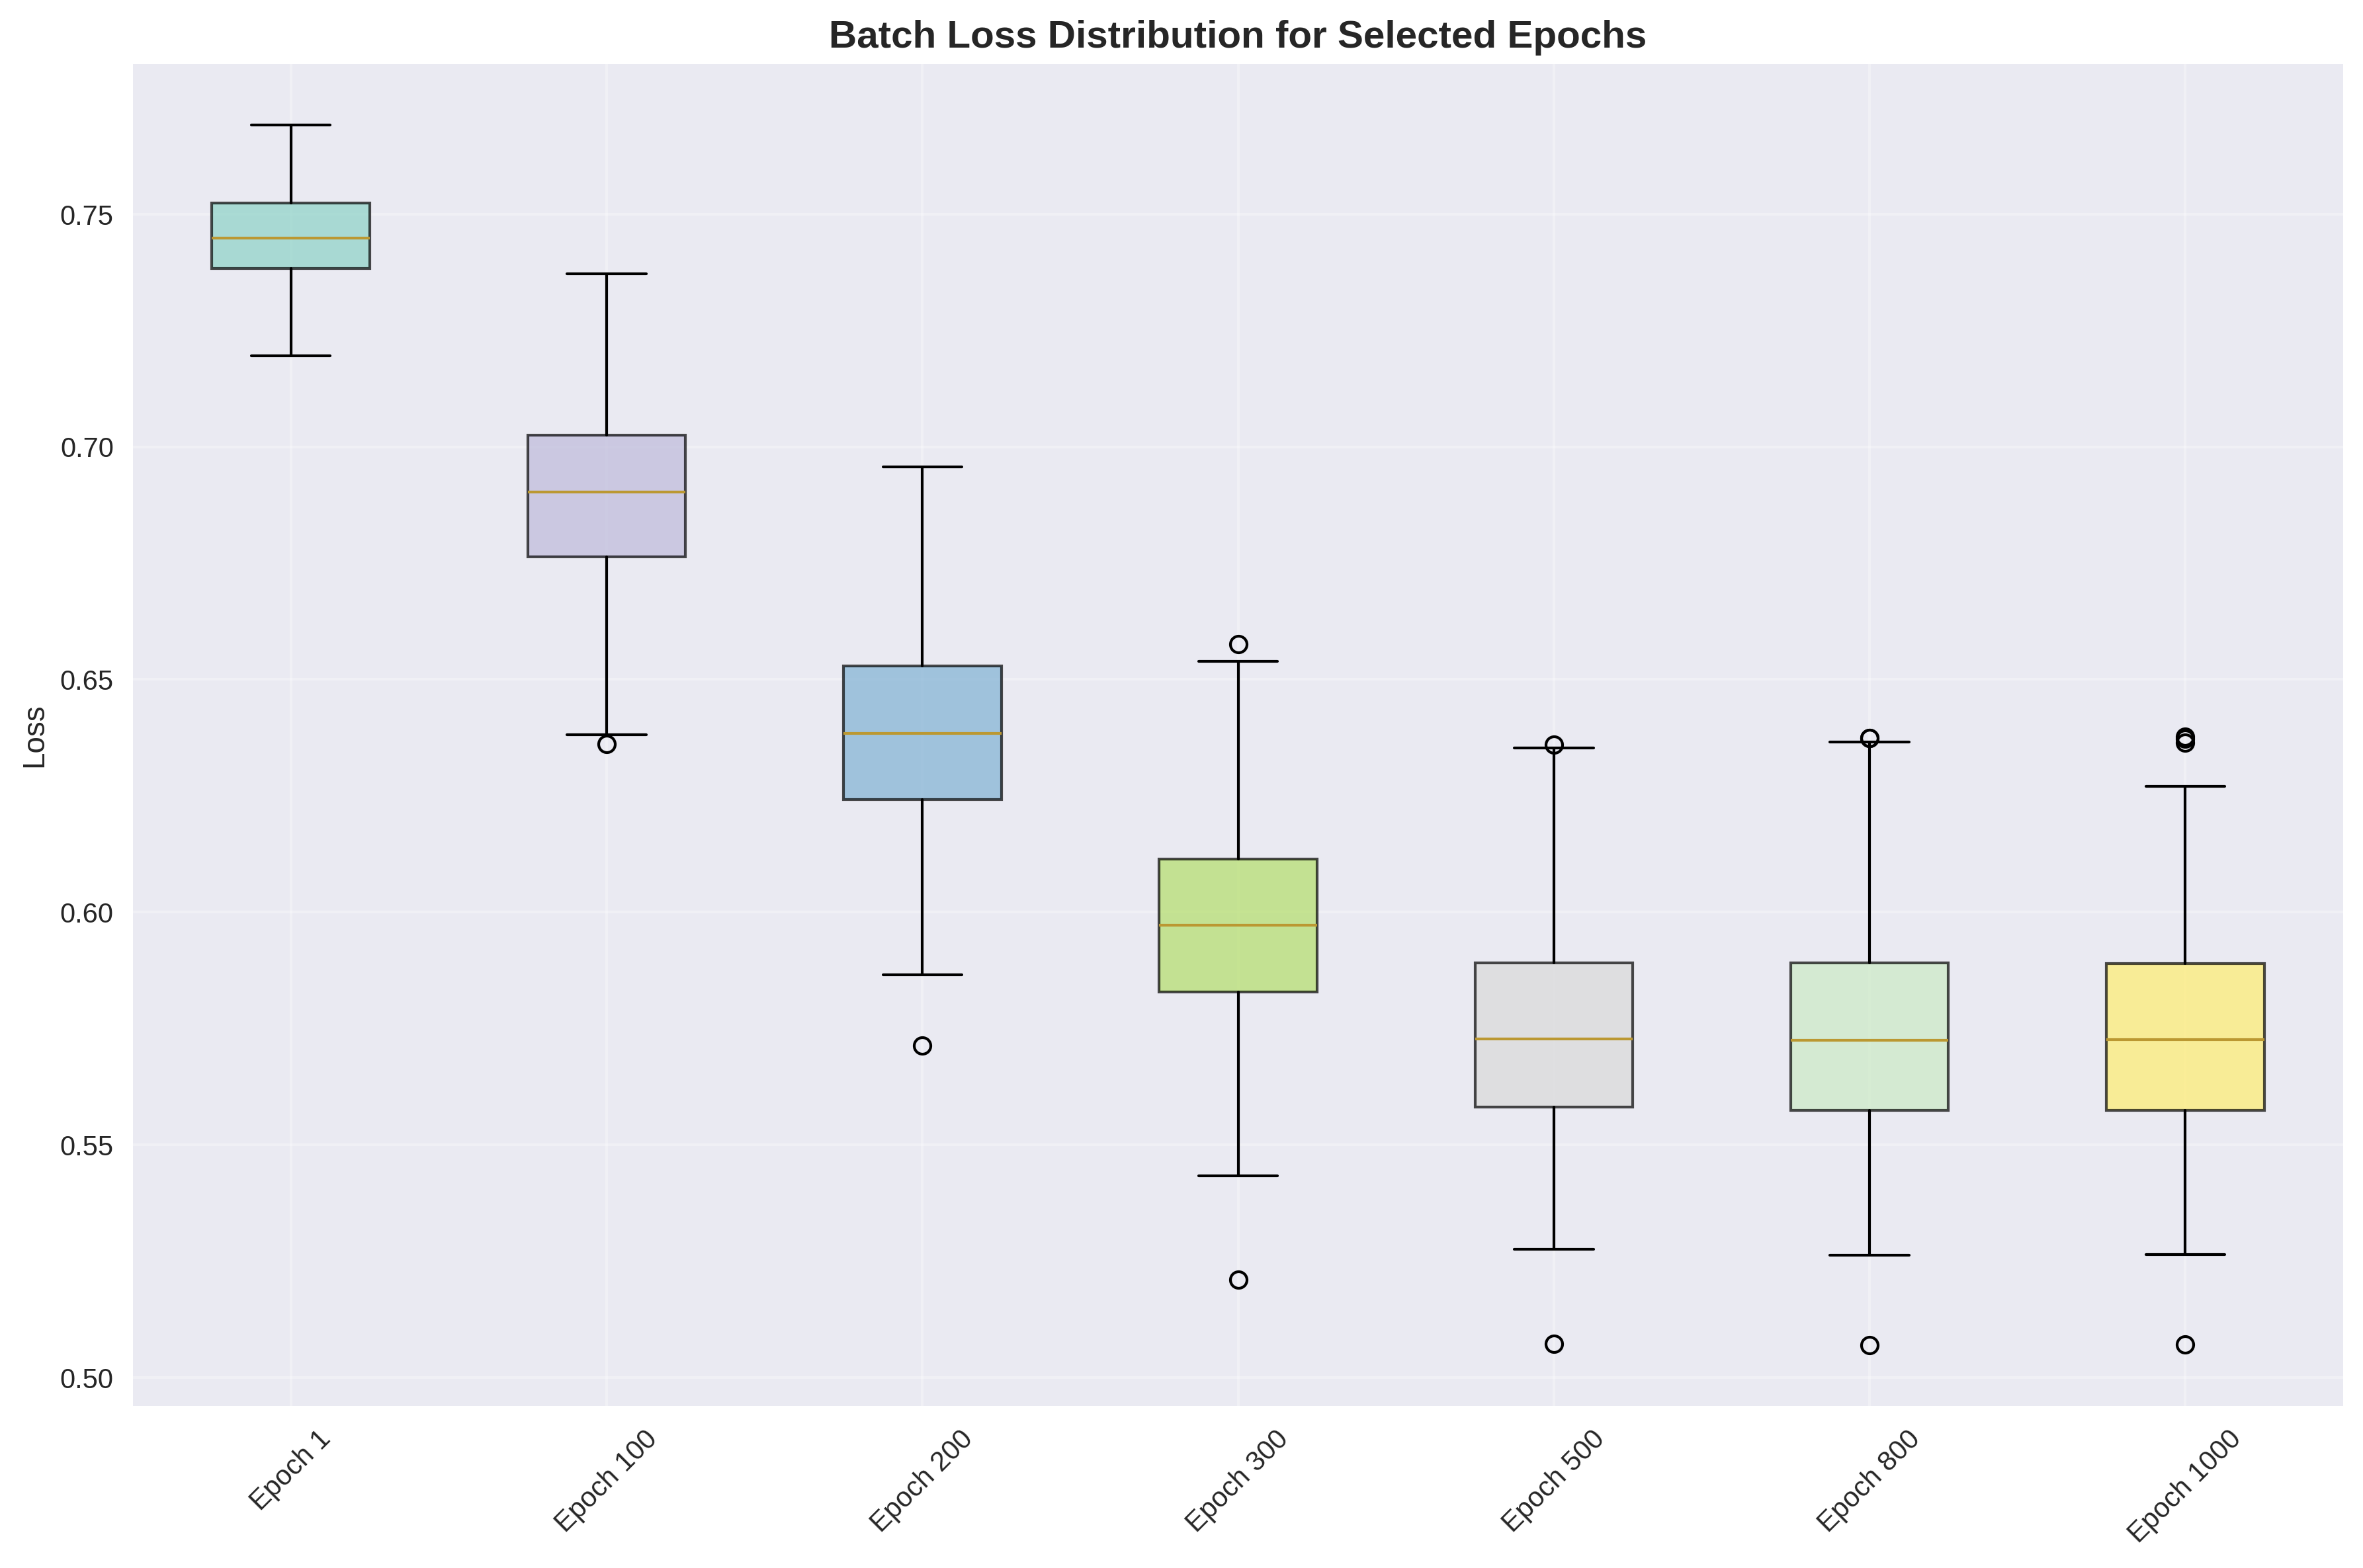 Batch Loss Distribution for Selected Epochs
Loss
0.75
0.70
0.65
0.60
0.55
0.50
Epoch 1
Epoch 100
Epoch 200
Epoch 300
Epoch 500
Epoch 800
Epoch 1000